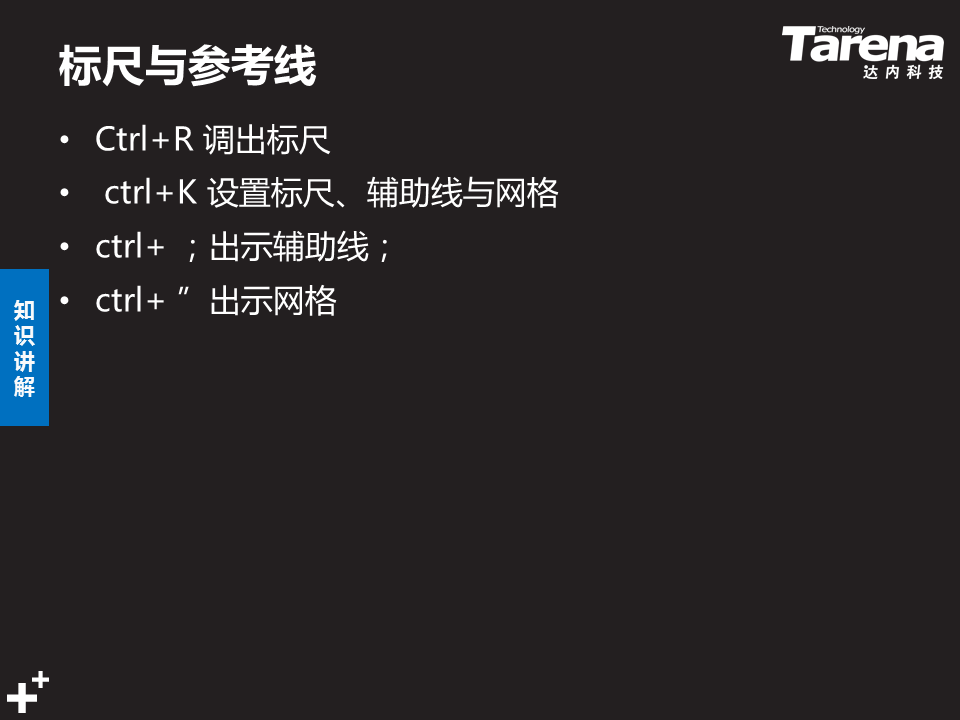 标尺与参考线
Technology
Tarena
达内科技
• Ctrl+R 调出标尺
• ctrl+K 设置标尺、辅助线与网格
• ctrl+ ；出示辅助线；
• ctrl+ ” 出示网格
知
识
讲
解